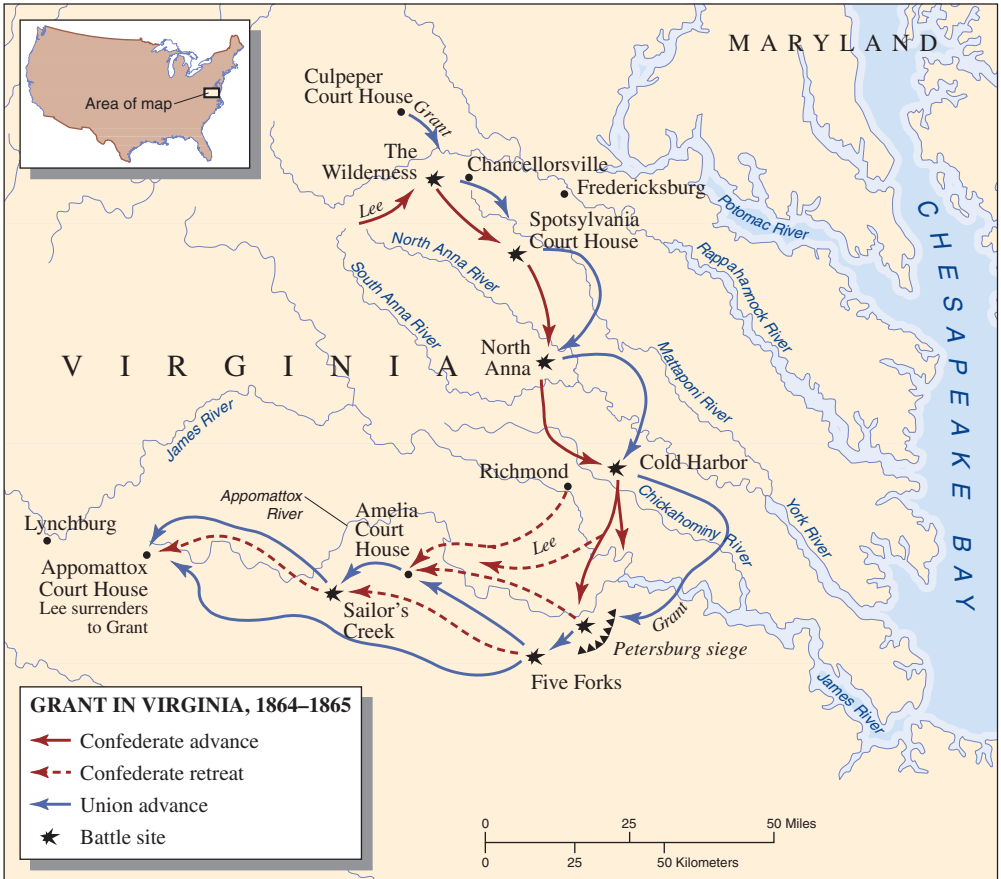 Area of map
MARYLAND
Culpeper
Court House
Grant
The
Wilderness
Chancellorsville
Fredericksburg
Lee
Spotsylvania
Court House
Potomac River
North Anna River
South Anna River
Rappahannock River
CHESAPEAKE BAY
VIRGINIA
North
Anna
Mattaponi River
James River
Richmond
Cold Harbor
Chickahominy River
York River
Appomattox
River
Amelia
Court
House
Lee
Lynchburg
Appomattox
Court House
Lee surrenders
to Grant
Sailor's
Creek
Grant
Petersburg siege
Five Forks
James River
GRANT IN VIRGINIA, 1864–1865
Confederate advance
Confederate retreat
Union advance
Battle site
0 25 50 Miles
0 25 50 Kilometers